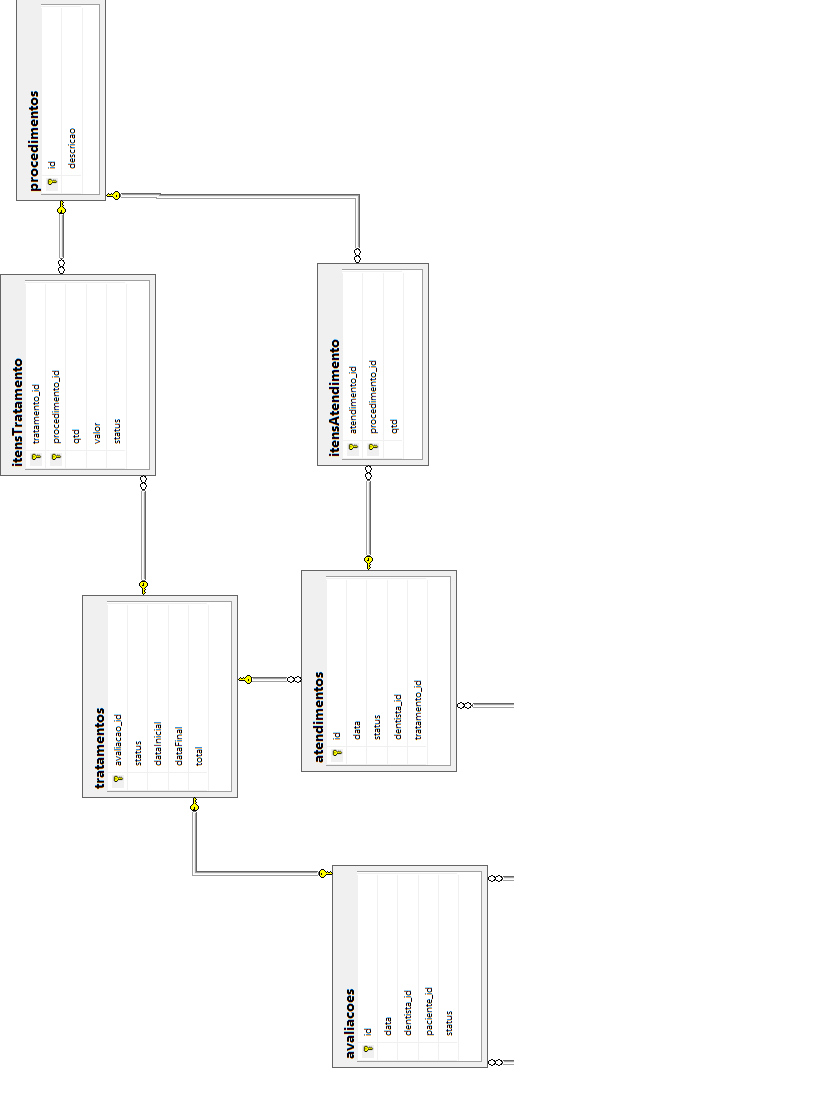 avaliacoes
id
data
dentista_id
paciente_id
status
tratamentos
avaliacao_id
status
dataInicial
dataFinal
total
atendimentos
id
data
status
dentista_id
tratamento_id
itensTratamento
tratamento_id
procedimento_id
qtd
valor
status
itensAtendimento
atendimento_id
procedimento_id
qtd
procedimentos
id
descricao